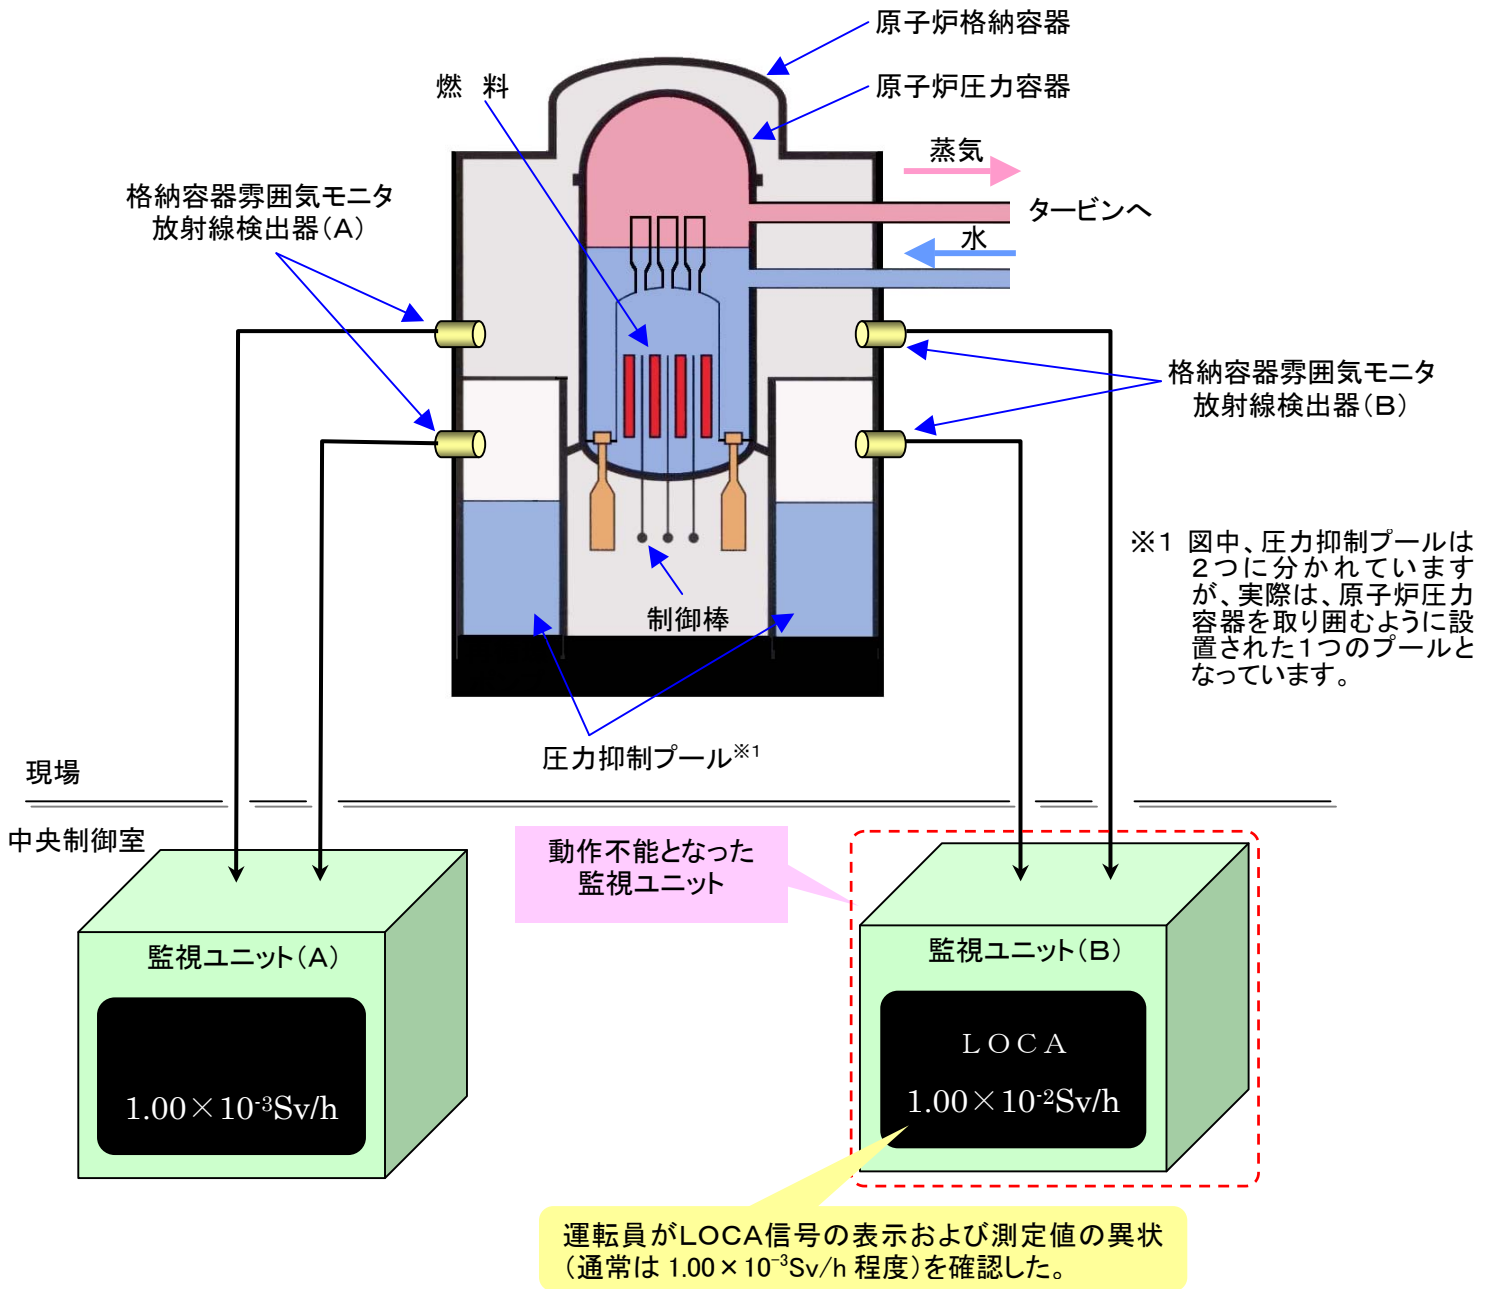 原子炉格納容器
燃　料
原子炉圧力容器
蒸気
格納容器雰囲気モニタ
放射線検出器（A）
タービンへ
水
格納容器雰囲気モニタ
放射線検出器（B）
※1 図中、圧力抑制プールは
2つに分かれています
が、実際は、原子炉圧力
容器を取り囲むように設
置された1つのプールと
なっています。
制御棒
圧力抑制プール※1
現場
中央制御室
動作不能となった
監視ユニット
監視ユニット（A）
1.00×10-3Sv/h
監視ユニット（B）
LOCA
1.00×10-2Sv/h
運転員がLOCA信号の表示および測定値の異状
（通常は 1.00×10-3Sv/h 程度）を確認した。